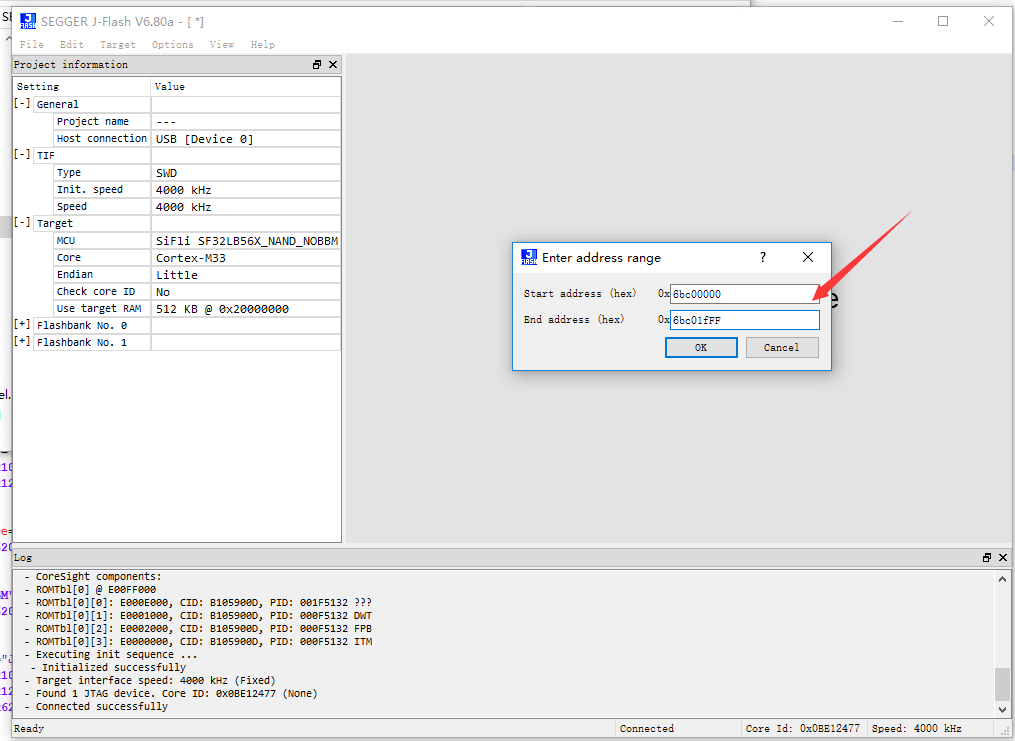 SE
SEGGER J-Flash V6.80a - [ *]
File Edit Target Options View Help
Project information
Setting Value
[-] General
Project name ---
Host connection USB [Device 0]
[-] TIF
Type SWD
Init. speed 4000 kHz
Speed 4000 kHz
[-] Target
MCU SiFli SF32LB56X_NAND_NOBBM
Core Cortex-M33
Endian Little
Check core ID No
Use target RAM 512 KB @ 0x20000000
[+] Flashbank No. 0
[+] Flashbank No. 1
Enter address range
?
Start address (hex) 0x 6bc00000
End address (hex) 0x 6bc01fFF
OK Cancel
e
el.
Log
- CoreSight components:
- ROMTbl[0] @ E00FF000
- ROMTbl[0][0]: E000E000, CID: B105900D, PID: 001F5132 ???
- ROMTbl[0][1]: E0001000, CID: B105900D, PID: 000F5132 DWT
- ROMTbl[0][2]: E0002000, CID: B105900D, PID: 000F5132 FPB
- ROMTbl[0][3]: E0000000, CID: B105900D, PID: 000F5132 ITM
- Executing init sequence ...
- Initialized successfully
- Target interface speed: 4000 kHz (Fixed)
- Found 1 JTAG device. Core ID: 0x0BE12477 (None)
- Connected successfully
Ready Connected Core Id: 0x0BE12477 Speed: 4000 kHz